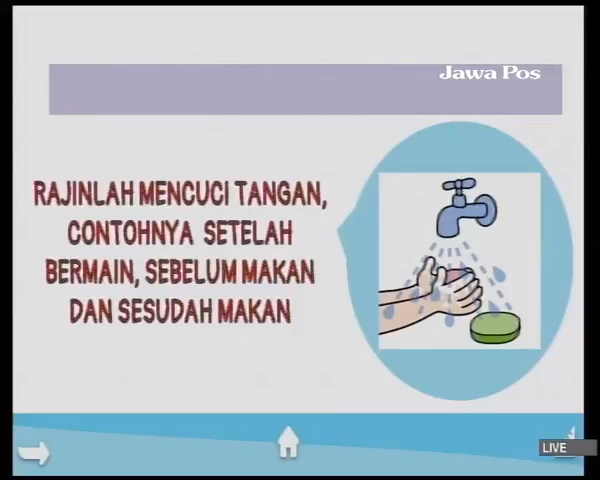 Jawa Pos
RAJINLAH MENCUCI TANGAN,
CONTOHNYA SETELAH
BERMAIN, SEBELUM MAKAN
DAN SESUDAH MAKAN
LIVE